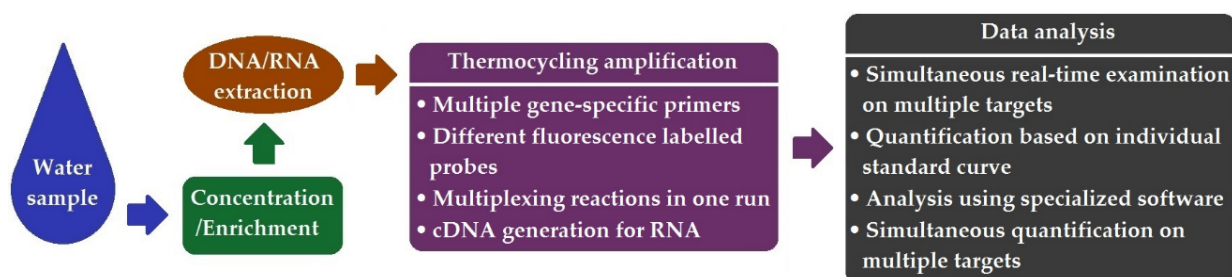 Water
sample
Concentration
/Enrichment
DNA/RNA
extraction
Thermocycling amplification
• Multiple gene-specific primers
• Different fluorescence labelled
probes
• Multiplexing reactions in one run
• cDNA generation for RNA
Data analysis
• Simultaneous real-time examination
on multiple targets
• Quantification based on individual
standard curve
• Analysis using specialized software
• Simultaneous quantification on
multiple targets